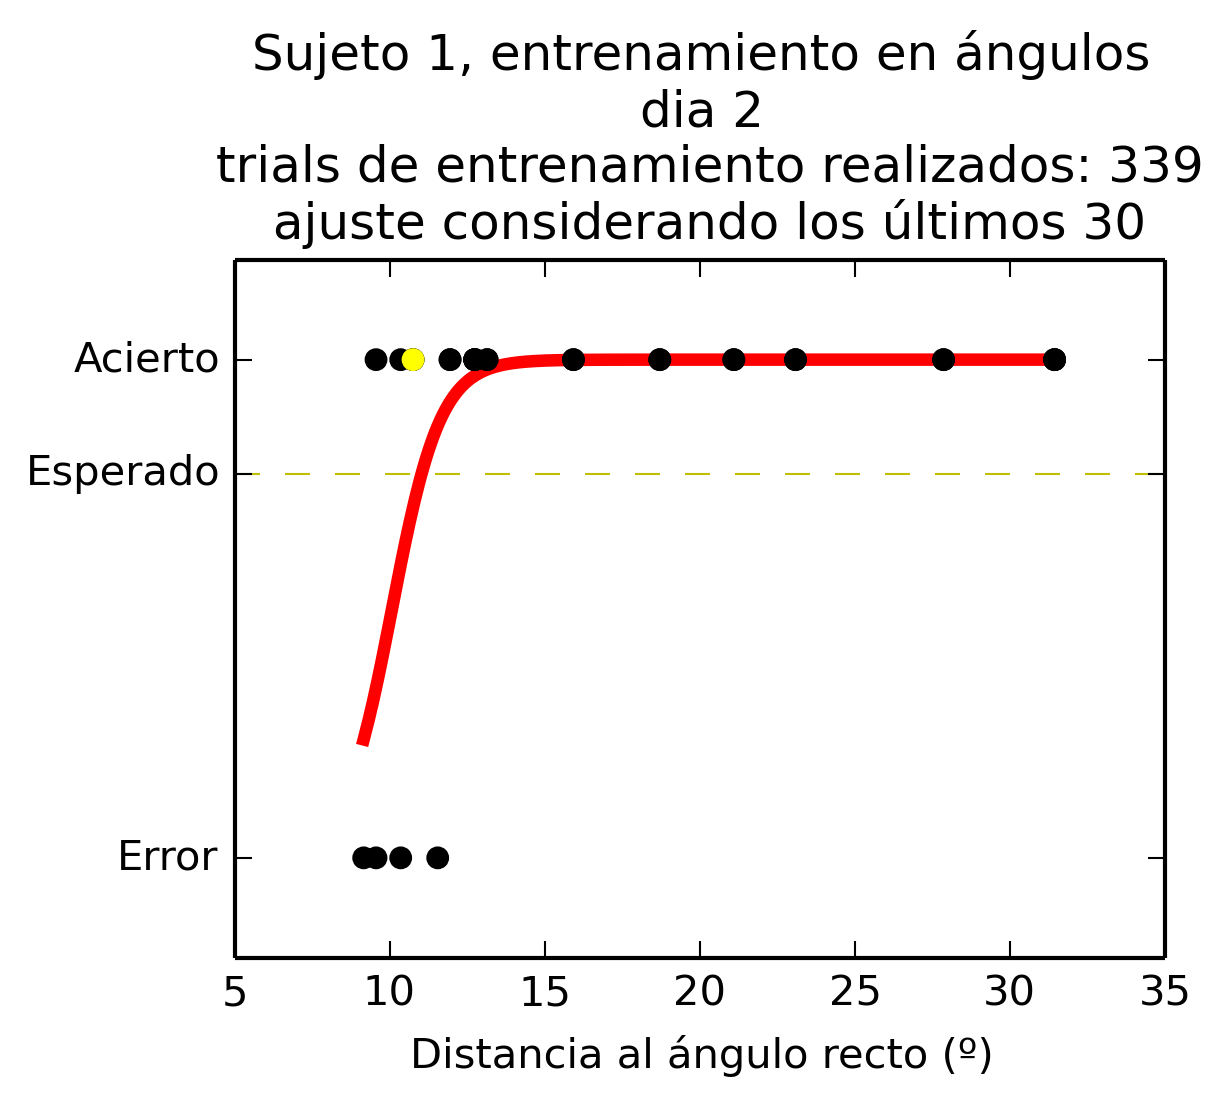 Sujeto 1, entrenamiento en ángulos
dia 2
trials de entrenamiento realizados: 339
ajuste considerando los últimos 30
Acierto
Esperado
Error
5 10 15 20 25 30 35
Distancia al ángulo recto (º)